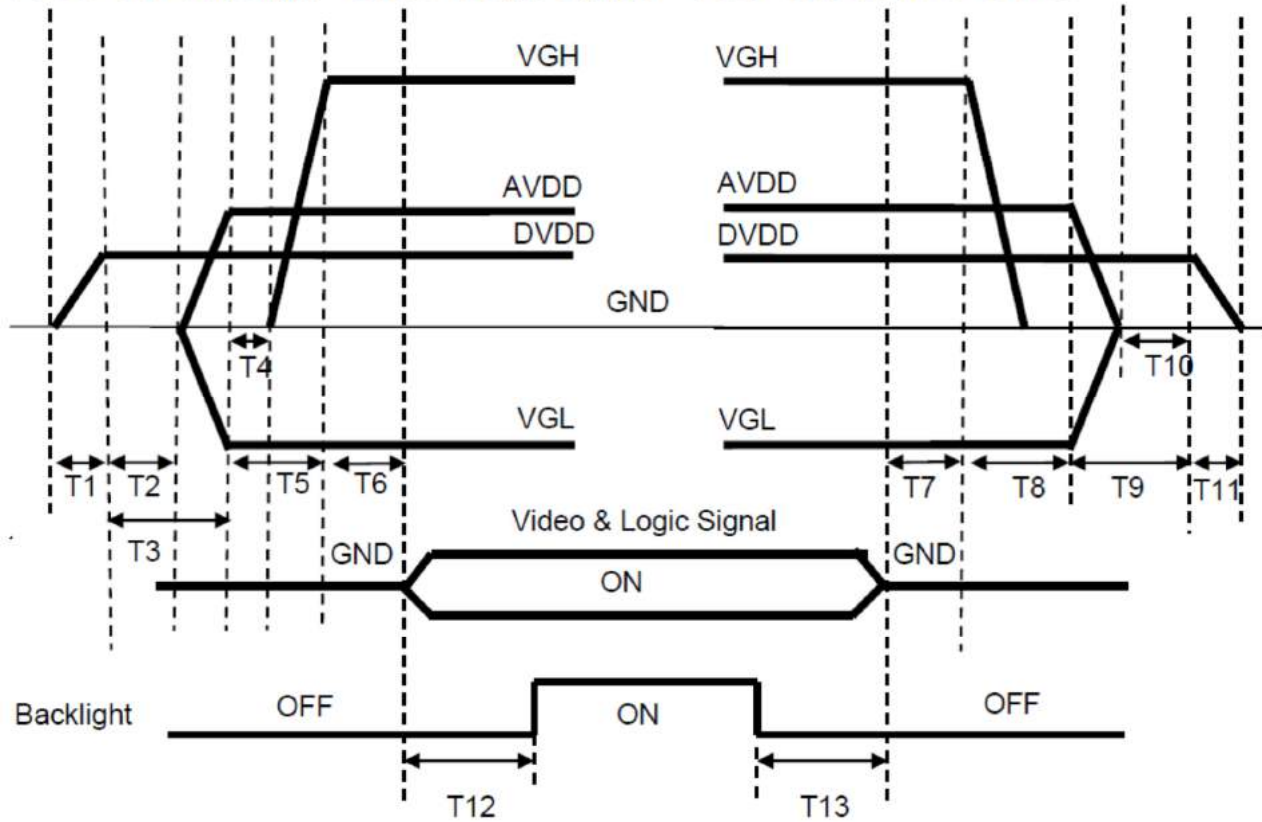 VGH VGH
AVDD AVDD
DVDD DVDD
GND
T4 T10
VGL VGL
T1 T2 T5 T6 T7 T8 T9 T11
Video & Logic Signal
T3
GND GND
ON
Backlight OFF ON OFF
T12 T13